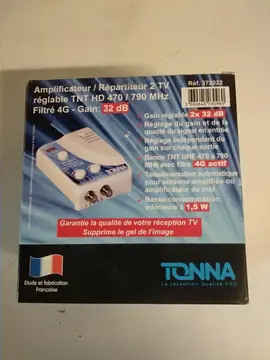 Amplificateur / Répartiteur 2 TV
réglable TNT HD 470 / 790 MHz
Filtré 4G - Gain: 32 dB
Réf. 372022
Gain réglable 2x 32 dB
Réglage du gain et de la
qualité du signal en entrée
Réglage indépendant du
gain sur chaque sortie
Bande TNT UHF 470 à 790
MHz avec filtre 4G actif
Téléalimentation automatique
pour antenne amplifiée ou
amplificateur de mât
Basse consommation
inférieure à 1,5 W
Garantie la qualité de votre réception TV
Supprime le gel de l'image
Etude et fabrication
Française
TONNA
La réception Qualité PRO